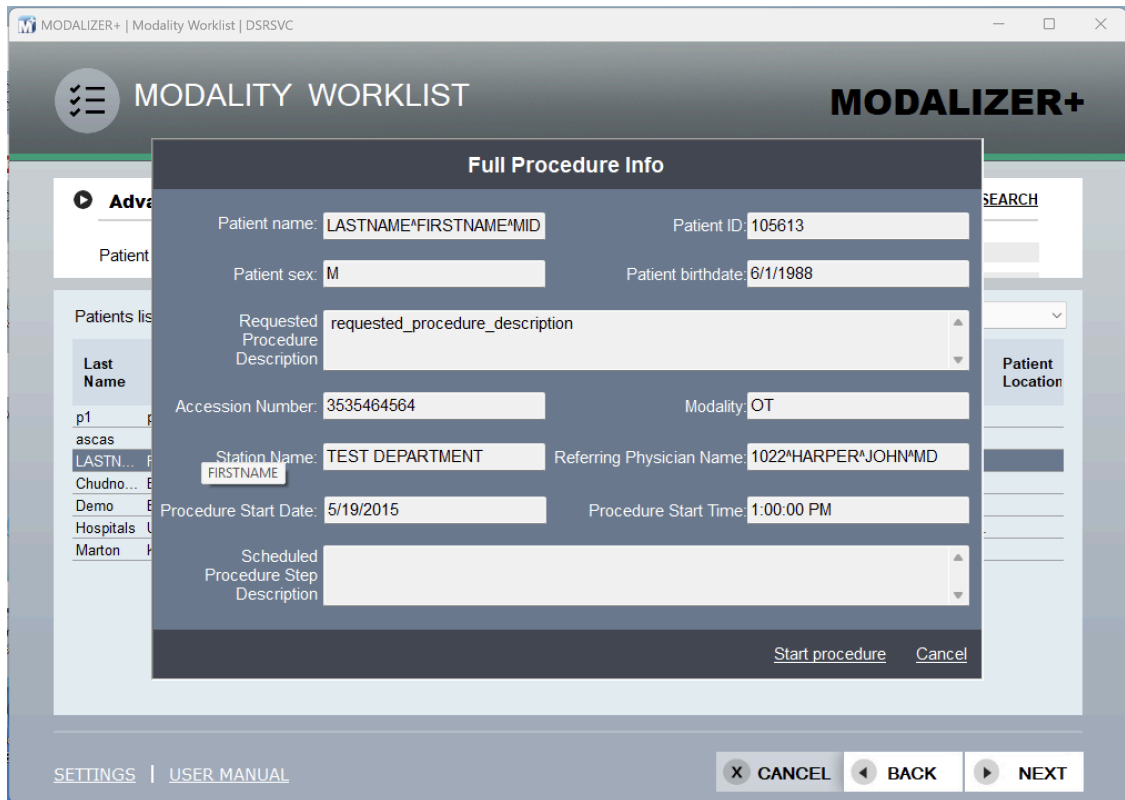 MODALIZER+ | Modality Worklist | DSRSVC
MODALITY WORKLIST
MODALIZER+
Full Procedure Info
Adva
SEARCH
Patient
Patient name: LASTNAME^FIRSTNAME^MID
Patient ID: 105613
Patient sex: M
Patient birthdate: 6/1/1988
Patients lis
Requested
Procedure
Description
requested_procedure_description
Last
Name
Patient
Location
Accession Number: 3535464564
Modality: OT
p1
ascas
LASTN...
Station Name: TEST DEPARTMENT
Referring Physician Name: 1022^HARPER^JOHN^MD
FIRSTNAME
Chudno...
Demo
Procedure Start Date: 5/19/2015
Procedure Start Time: 1:00:00 PM
Hospitals
Marton
Scheduled
Procedure Step
Description
Start procedure
Cancel
SETTINGS | USER MANUAL
X CANCEL
BACK
NEXT